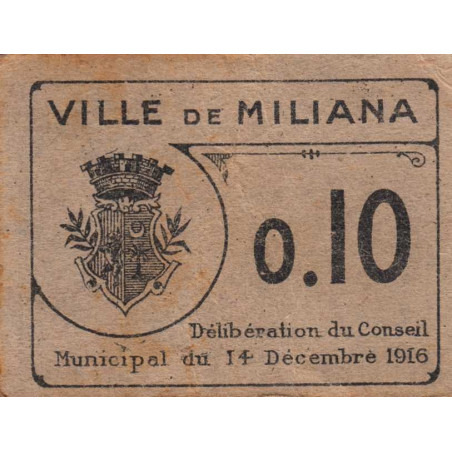 VILLE DE MILIANA
0.10
Délibération du Conseil
Municipal du 14 Décembre 1916